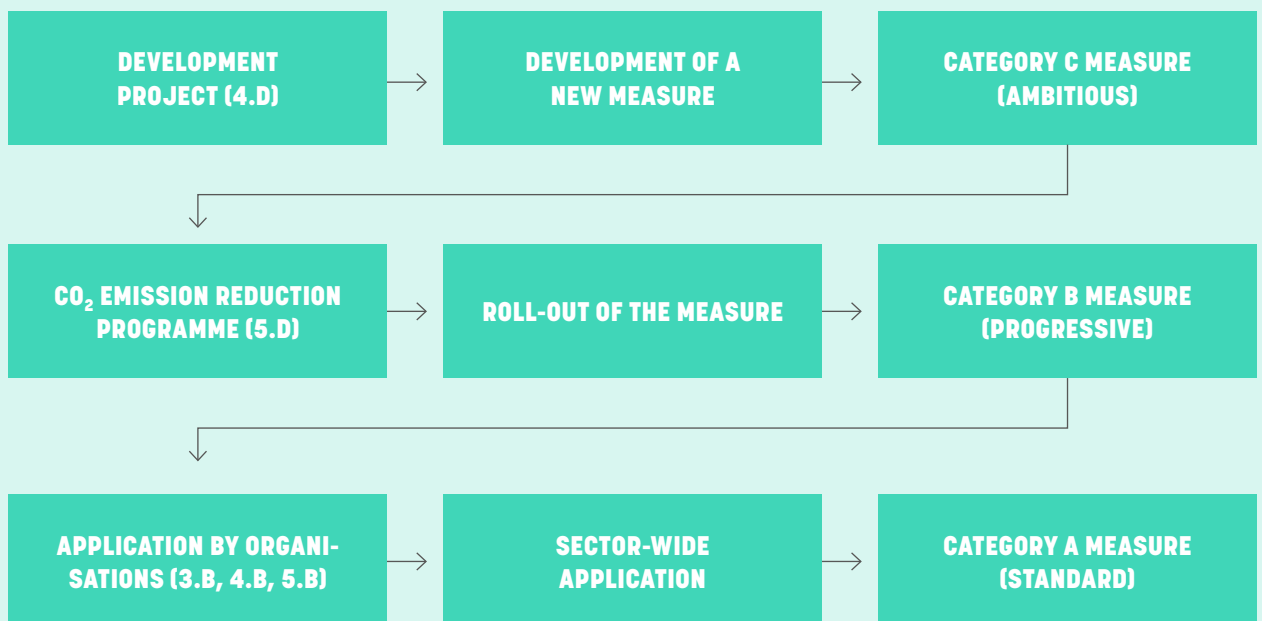 DEVELOPMENT
PROJECT (4.D)
DEVELOPMENT OF A
NEW MEASURE
CATEGORY C MEASURE
(AMBITIOUS)
CO₂ EMISSION REDUCTION
PROGRAMME (5.D)
ROLL-OUT OF THE MEASURE
CATEGORY B MEASURE
(PROGRESSIVE)
APPLICATION BY ORGANI-
SATIONS (3.B, 4.B, 5.B)
SECTOR-WIDE
APPLICATION
CATEGORY A MEASURE
(STANDARD)